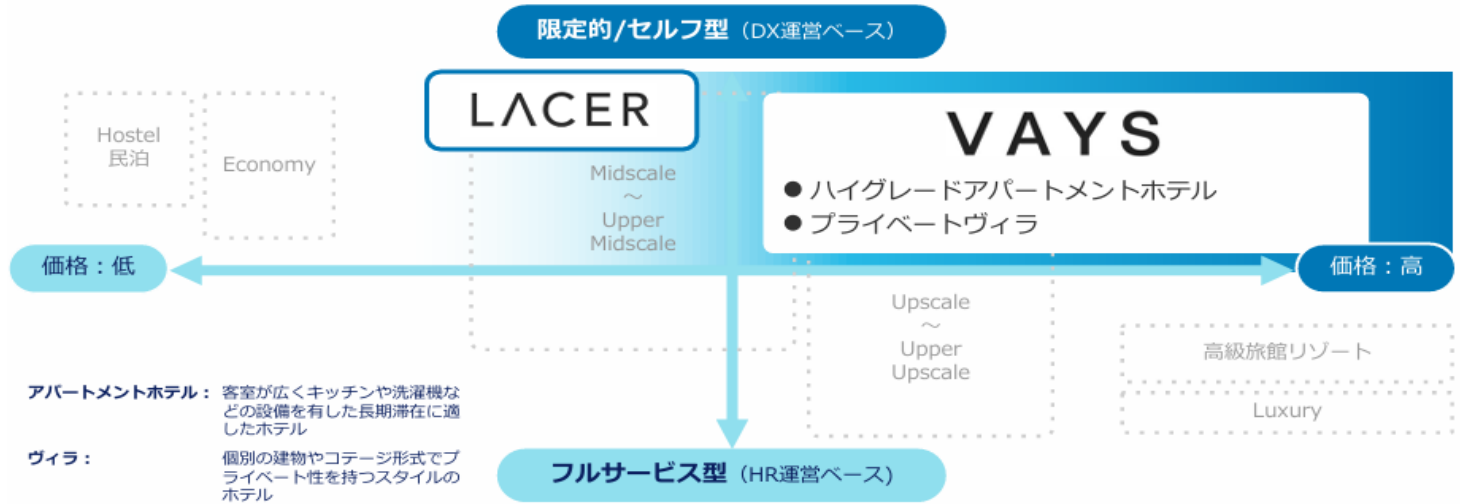 限定的/セルフ型（DX運営ベース）
LACER
VAYS
● ハイグレードアパートメントホテル
● プライベートヴィラ
Hostel
民泊
Economy
Midscale
～
Upper
Midscale
価格：低
価格：高
Upscale
～
Upper
Upscale
高級旅館リゾート
Luxury
アパートメントホテル： 客室が広くキッチンや洗濯機な
どの設備を有した長期滞在に適
したホテル
ヴィラ： 個別の建物やコテージ形式でプ
ライベート性を持つスタイルの
ホテル
フルサービス型（HR運営ベース)